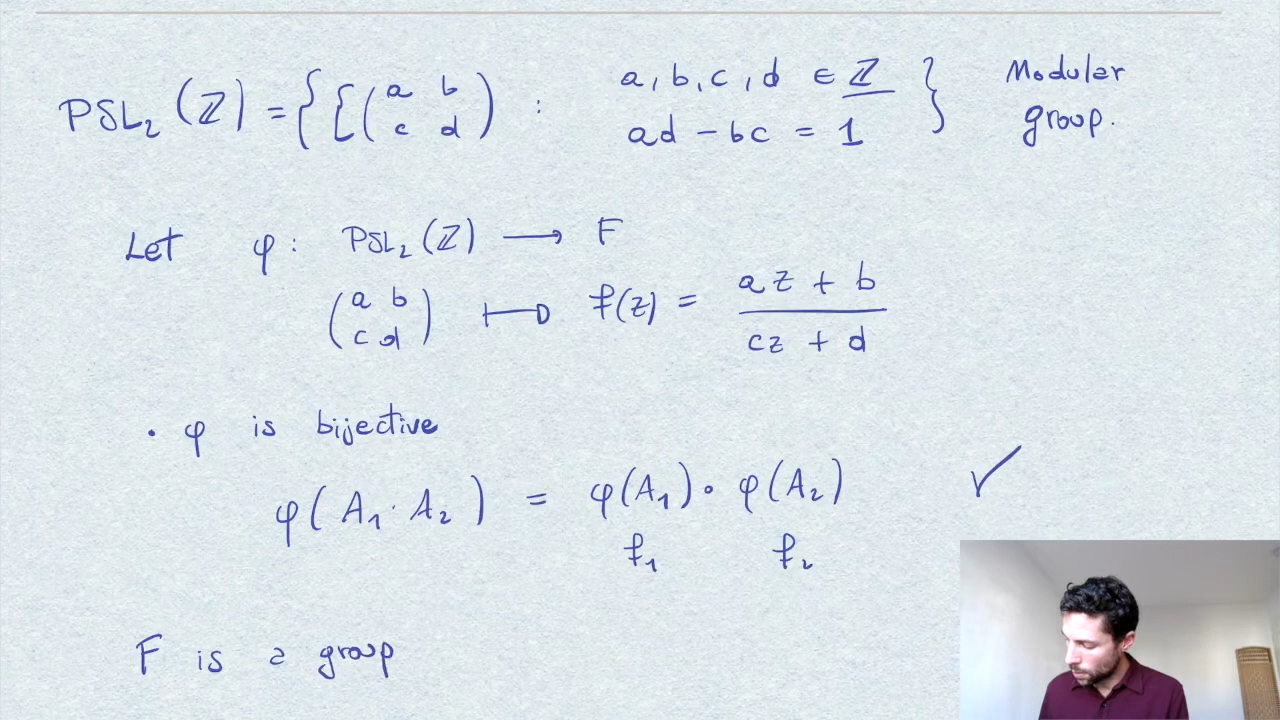 PSL₂(ℤ) = { [ ( a b c d ) : a, b, c, d ∈ ℤ ad - bc = 1 } Modular group.
Let φ : PSL₂(ℤ) ⟶ F
( a b c d ) ⟼ f(z) = az + b / cz + d
• φ is bijective
φ( A₁ · A₂ ) = φ(A₁) ∘ φ(A₂) ✓
f₁ f₂
F is a group